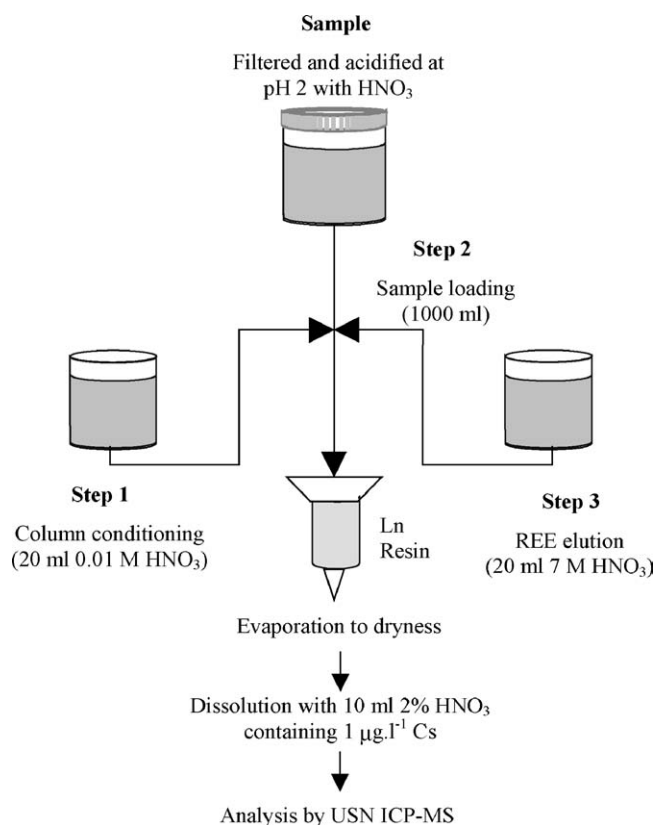 Sample
Filtered and acidified at
pH 2 with HNO₃
Step 2
Sample loading
(1000 ml)
Step 1
Column conditioning
(20 ml 0.01 M HNO₃)
Ln
Resin
Step 3
REE elution
(20 ml 7 M HNO₃)
Evaporation to dryness
Dissolution with 10 ml 2% HNO₃
containing 1 μg.l⁻¹ Cs
Analysis by USN ICP-MS